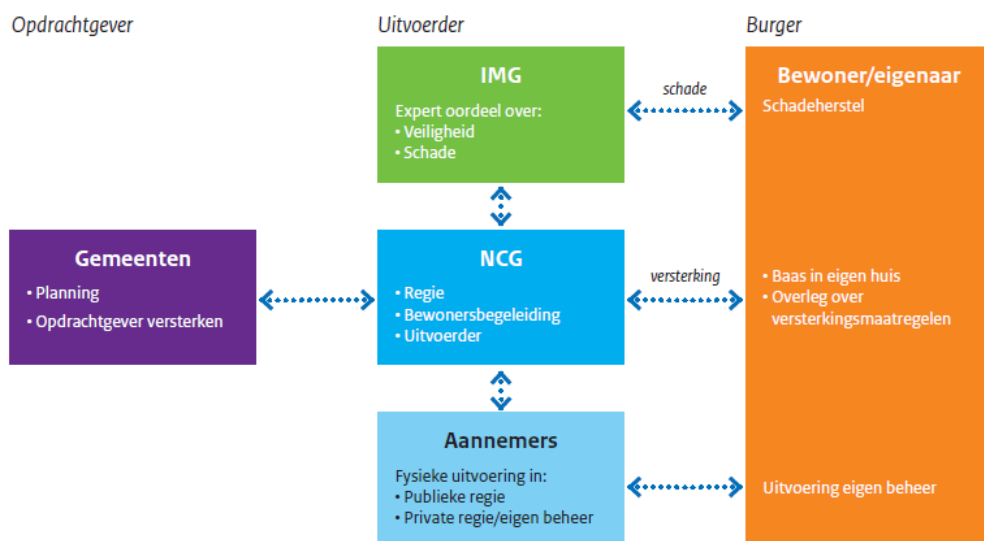 Opdrachtgever
Uitvoerder
Burger
IMG
Expert oordeel over:
• Veiligheid
• Schade
schade
Bewoner/eigenaar
Schadeherstel
Gemeenten
• Planning
• Opdrachtgever versterken
NCG
• Regie
• Bewonersbegeleiding
• Uitvoerder
versterking
• Baas in eigen huis
• Overleg over
versterkingsmaatregelen
Aannemers
Fysieke uitvoering in:
• Publieke regie
• Private regie/eigen beheer
Uitvoering eigen beheer